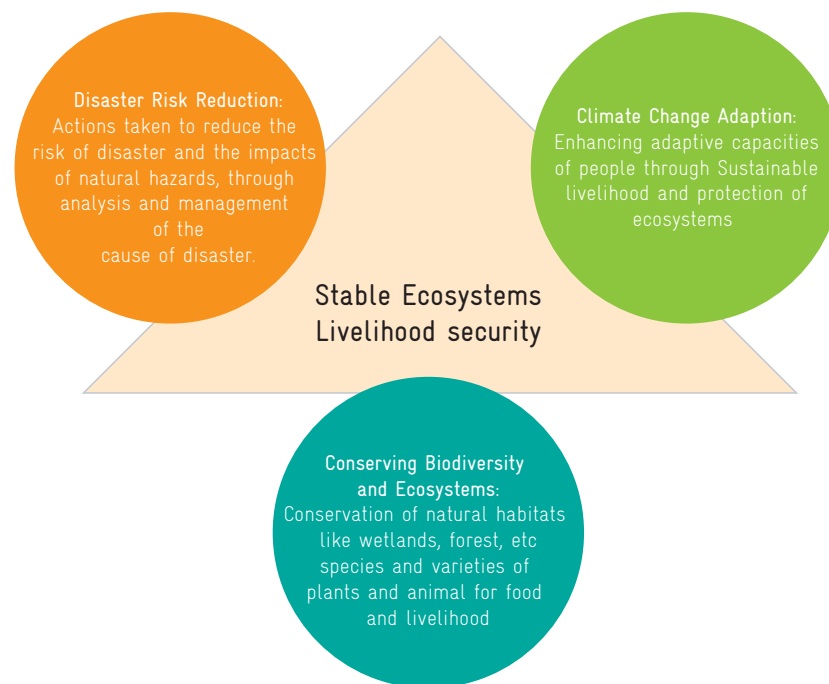 Disaster Risk Reduction:
Actions taken to reduce the
risk of disaster and the impacts
of natural hazards, through
analysis and management
of the
cause of disaster.
Climate Change Adaption:
Enhancing adaptive capacities
of people through Sustainable
livelihood and protection of
ecosystems
Stable Ecosystems
Livelihood security
Conserving Biodiversity
and Ecosystems:
Conservation of natural habitats
like wetlands, forest, etc
species and varieties of
plants and animal for food
and livelihood